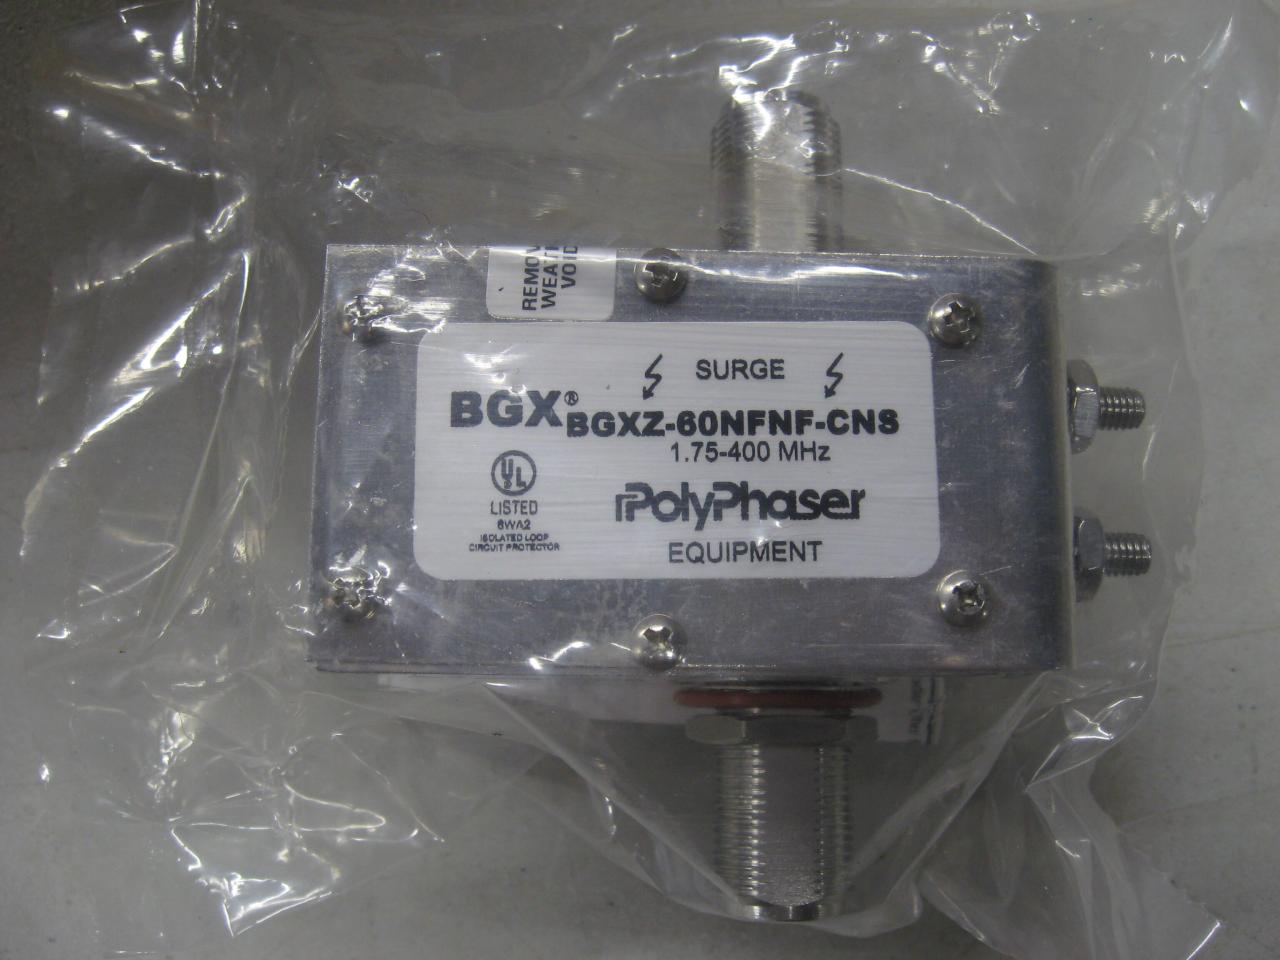 REMOV
WEAT
VOID
SURGE
BGX® BGXZ-60NFNF-CNS
1.75-400 MHz
UL
LISTED
6WA2
ISOLATED LOOP
CIRCUIT PROTECTOR
PolyPhaser
EQUIPMENT